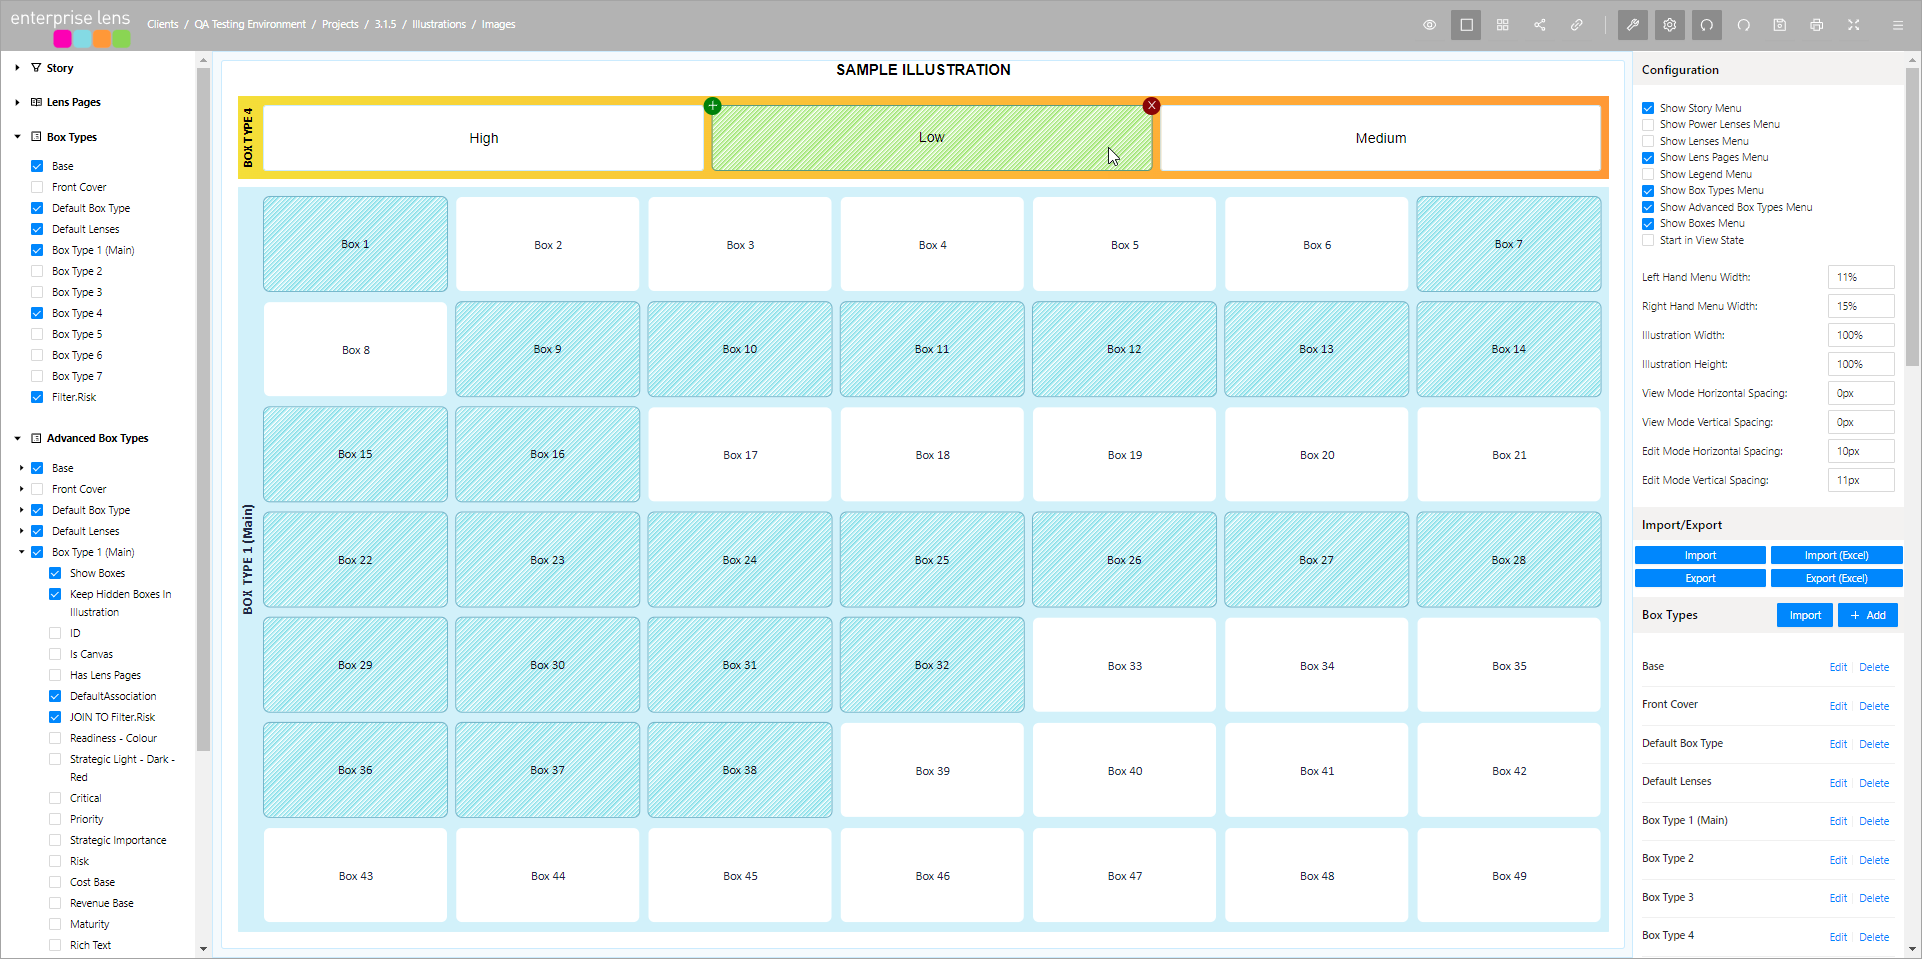 enterprise lens
Clients / QA Testing Environment / Projects / 3.1.5 / Illustrations / Images
Story
Lens Pages
Box Types
Base
Front Cover
Default Box Type
Default Lenses
Box Type 1 (Main)
Box Type 2
Box Type 3
Box Type 4
Box Type 5
Box Type 6
Box Type 7
Filter.Risk
Advanced Box Types
Base
Front Cover
Default Box Type
Default Lenses
Box Type 1 (Main)
Show Boxes
Keep Hidden Boxes In
Illustration
ID
Is Canvas
Has Lens Pages
DefaultAssociation
JOIN TO Filter.Risk
Readiness - Colour
Strategic Light - Dark -
Red
Critical
Priority
Strategic Importance
Risk
Cost Base
Revenue Base
Maturity
Rich Text
SAMPLE ILLUSTRATION
BOX TYPE 4
High
Low
Medium
BOX TYPE 1 (Main)
Box 1
Box 2
Box 3
Box 4
Box 5
Box 6
Box 7
Box 8
Box 9
Box 10
Box 11
Box 12
Box 13
Box 14
Box 15
Box 16
Box 17
Box 18
Box 19
Box 20
Box 21
Box 22
Box 23
Box 24
Box 25
Box 26
Box 27
Box 28
Box 29
Box 30
Box 31
Box 32
Box 33
Box 34
Box 35
Box 36
Box 37
Box 38
Box 39
Box 40
Box 41
Box 42
Box 43
Box 44
Box 45
Box 46
Box 47
Box 48
Box 49
Configuration
Show Story Menu
Show Power Lenses Menu
Show Lenses Menu
Show Lens Pages Menu
Show Legend Menu
Show Box Types Menu
Show Advanced Box Types Menu
Show Boxes Menu
Start in View State
Left Hand Menu Width: 11%
Right Hand Menu Width: 15%
Illustration Width: 100%
Illustration Height: 100%
View Mode Horizontal Spacing: 0px
View Mode Vertical Spacing: 0px
Edit Mode Horizontal Spacing: 10px
Edit Mode Vertical Spacing: 11px
Import/Export
Import Import (Excel)
Export Export (Excel)
Box Types Import + Add
Base Edit Delete
Front Cover Edit Delete
Default Box Type Edit Delete
Default Lenses Edit Delete
Box Type 1 (Main) Edit Delete
Box Type 2 Edit Delete
Box Type 3 Edit Delete
Box Type 4 Edit Delete